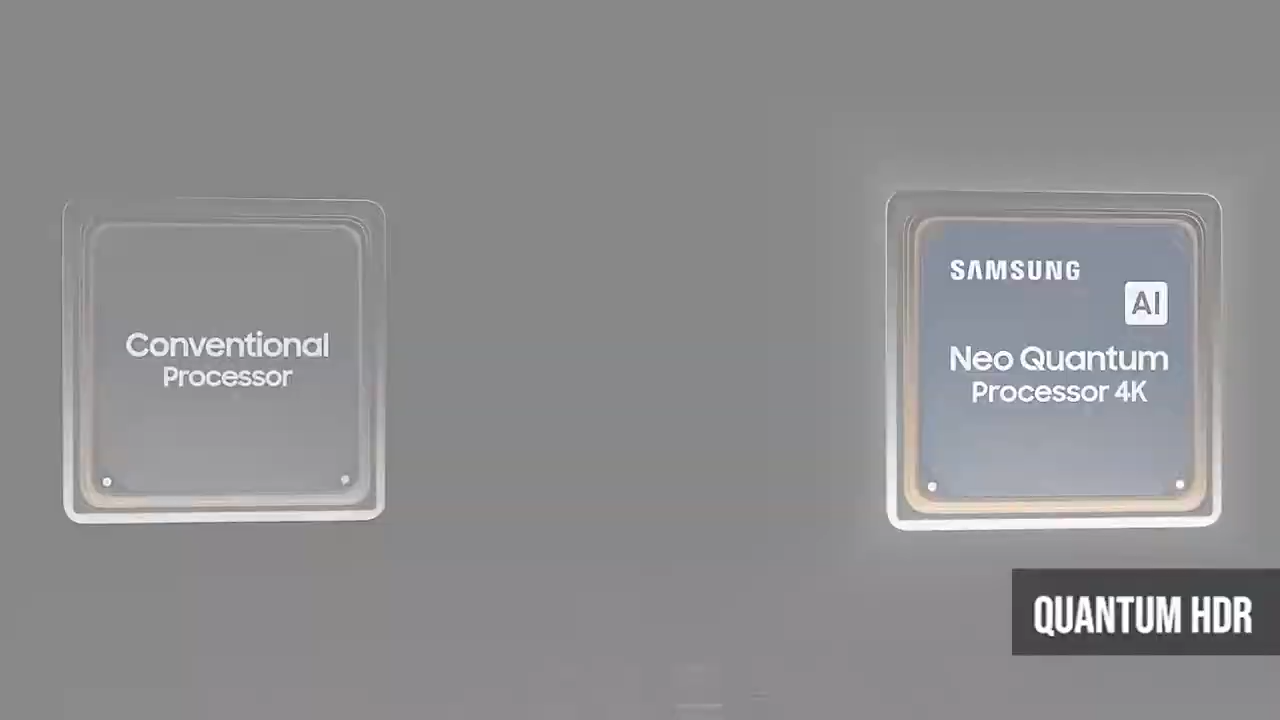 Conventional
Processor
SAMSUNG
AI
Neo Quantum
Processor 4K
QUANTUM HDR